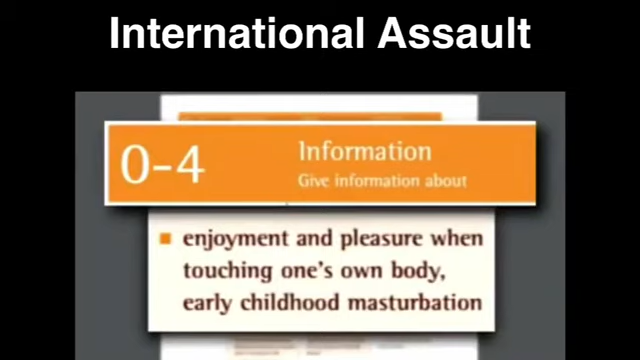 International Assault
0-4
Information
Give information about
enjoyment and pleasure when
touching one's own body,
early childhood masturbation